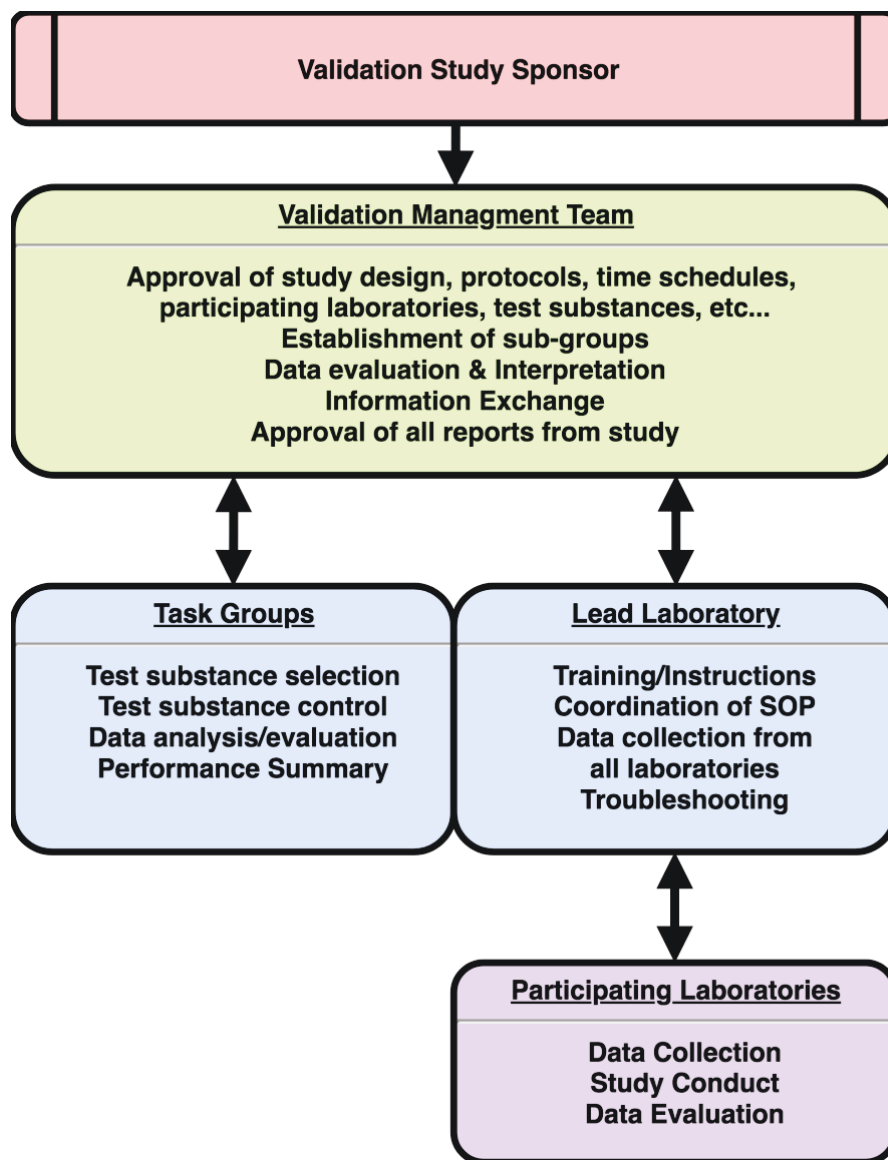 Validation Study Sponsor
Validation Managment Team
Approval of study design, protocols, time schedules,
participating laboratories, test substances, etc...
Establishment of sub-groups
Data evaluation & Interpretation
Information Exchange
Approval of all reports from study
Task Groups
Test substance selection
Test substance control
Data analysis/evaluation
Performance Summary
Lead Laboratory
Training/Instructions
Coordination of SOP
Data collection from
all laboratories
Troubleshooting
Participating Laboratories
Data Collection
Study Conduct
Data Evaluation